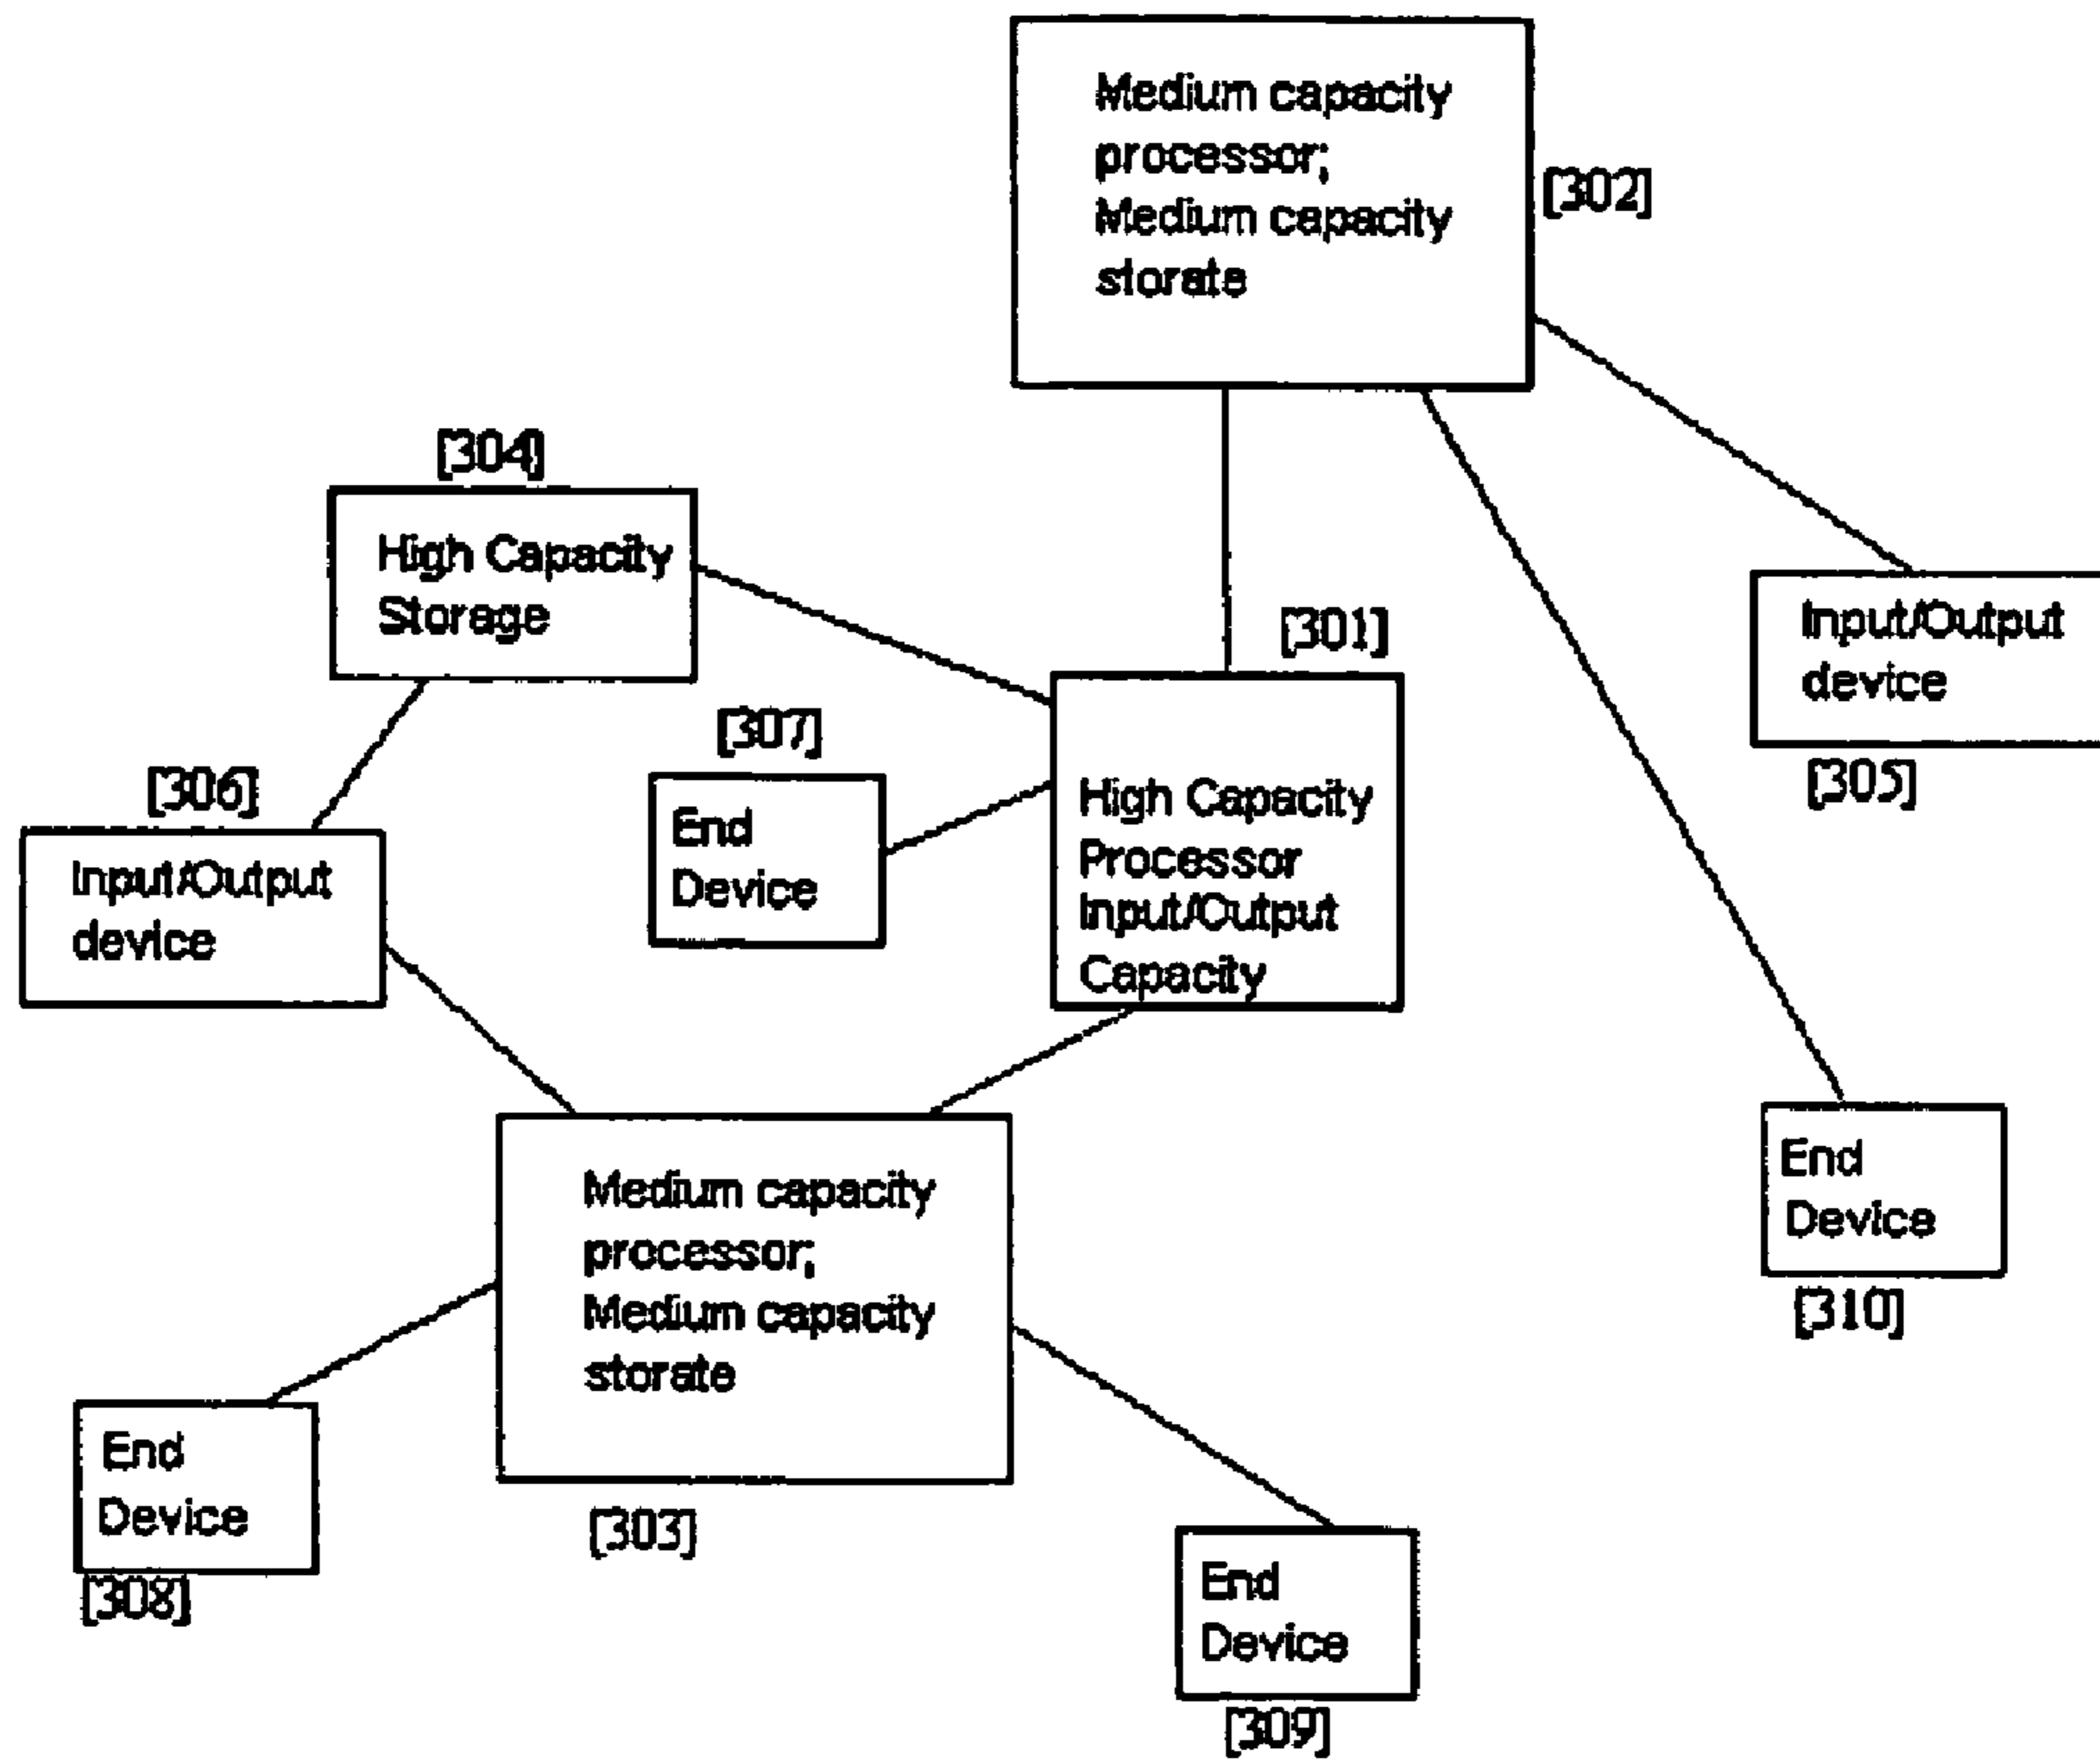 Medium capacity
processor;
Medium capacity
storate
[302]
[304]
High Capacity
Storage
[301]
Input/Output
device
[305]
[307]
End
Device
High Capacity
Processor
Input/Output
Capacity
[306]
Input/Output
device
Medium capacity
processor;
Medium capacity
storate
[303]
End
Device
[310]
End
Device
[308]
End
Device
[309]